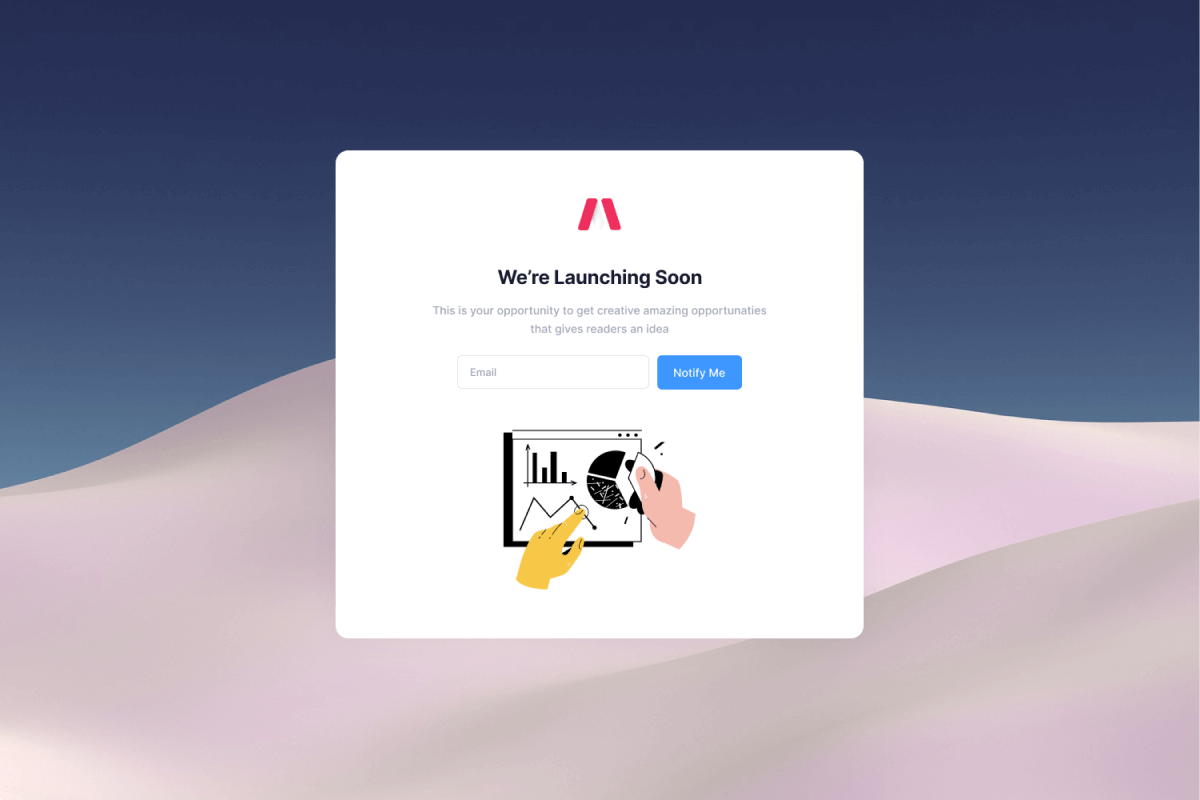 We’re Launching Soon
This is your opportunity to get creative amazing opportunaties
that gives readers an idea
Email
Notify Me